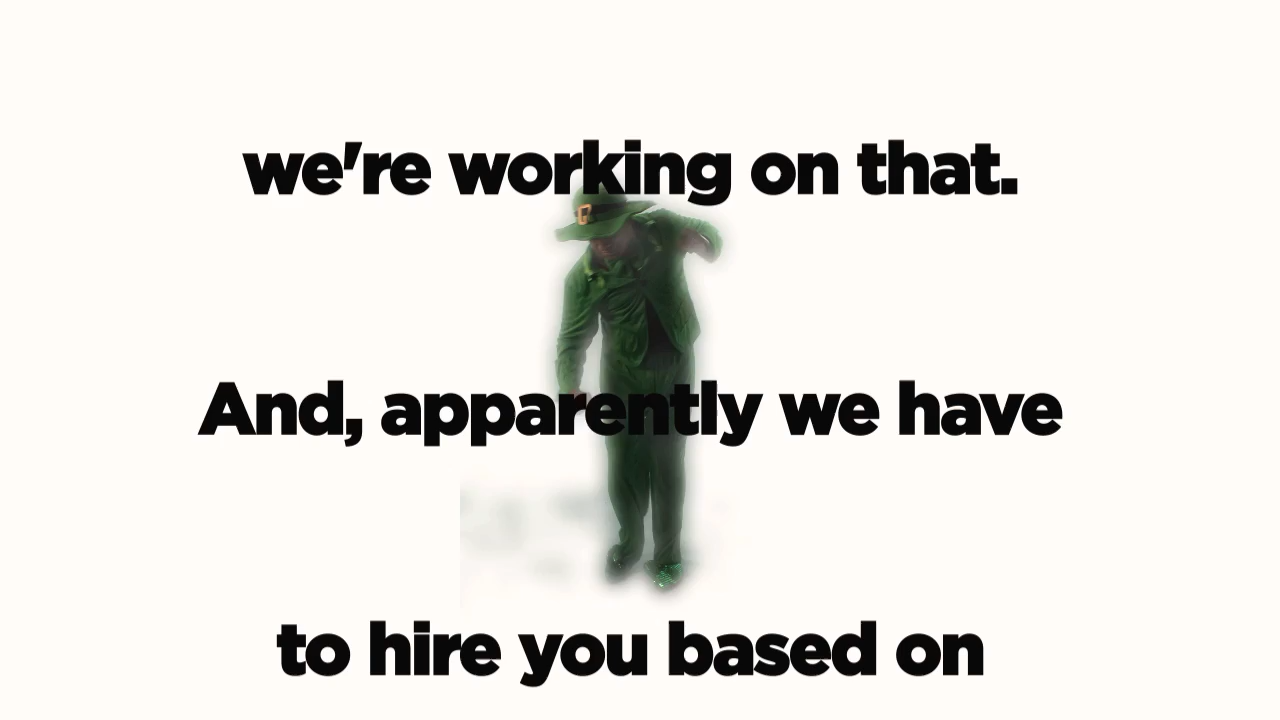 we're working on that.
And, apparently we have
to hire you based on